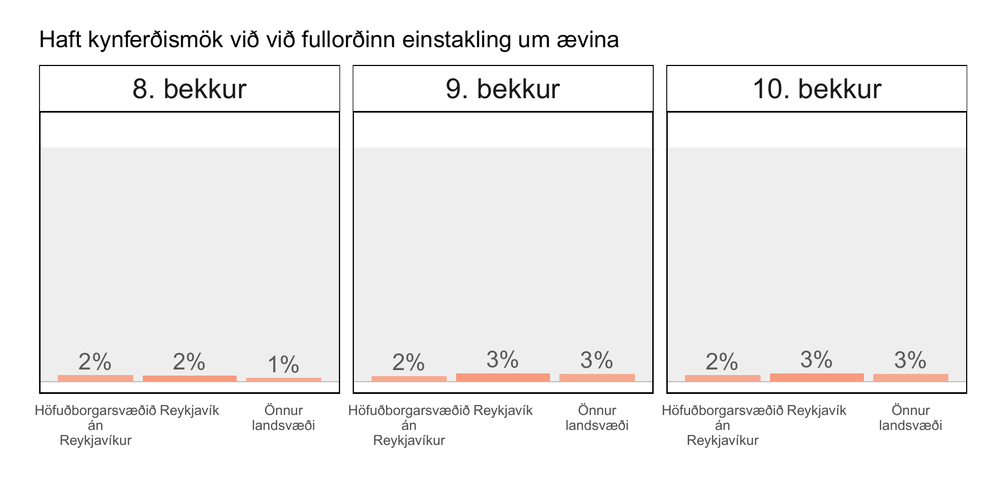 Haft kynferðismök við við fullorðinn einstakling um ævina
8. bekkur
9. bekkur
10. bekkur
2%
2%
1%
2%
3%
3%
2%
3%
3%
Höfuðborgarsvæðið
án
Reykjavíkur
Reykjavík
Önnur
landsvæði
Höfuðborgarsvæðið
án
Reykjavíkur
Reykjavík
Önnur
landsvæði
Höfuðborgarsvæðið
án
Reykjavíkur
Reykjavík
Önnur
landsvæði